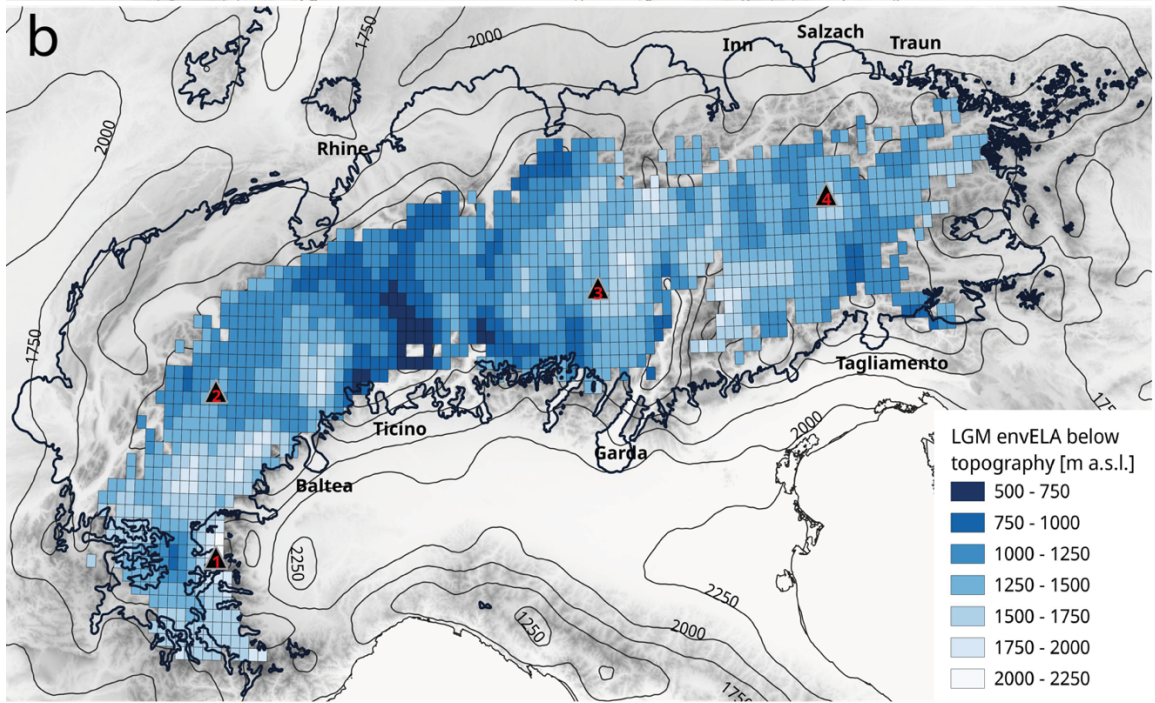 b
1750
2000
Inn
Salzach
Traun
2000
Rhine
4
3
1750
2
Tagliamento
175
Ticino
2000
Garda
Baltea
1
2250
2250
1250
2000
1750
LGM envELA below
topography [m a.s.l.]
500 - 750
750 - 1000
1000 - 1250
1250 - 1500
1500 - 1750
1750 - 2000
2000 - 2250